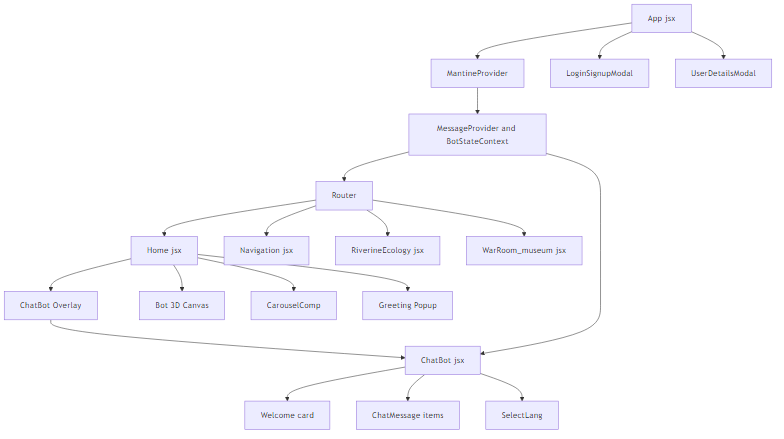 App jsx
MantineProvider
LoginSignupModal
UserDetailsModal
MessageProvider and
BotStateContext
Router
Home jsx
Navigation jsx
RiverineEcology jsx
WarRoom_museum jsx
ChatBot Overlay
Bot 3D Canvas
CarouselComp
Greeting Popup
ChatBot jsx
Welcome card
ChatMessage items
SelectLang